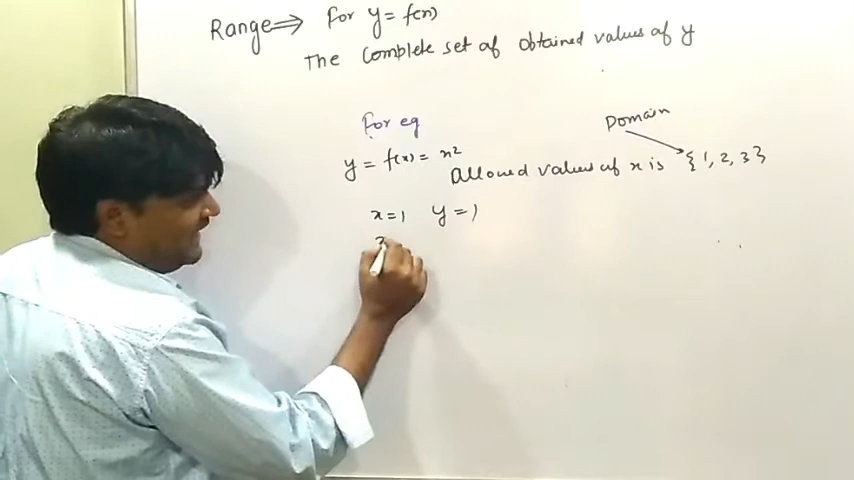 Range ⇒ For y = f(x)
The complete set of obtained values of y
For eg
Domain
y = f(x) = x² Allowed values of x is {1, 2, 3}
x=1 y=1